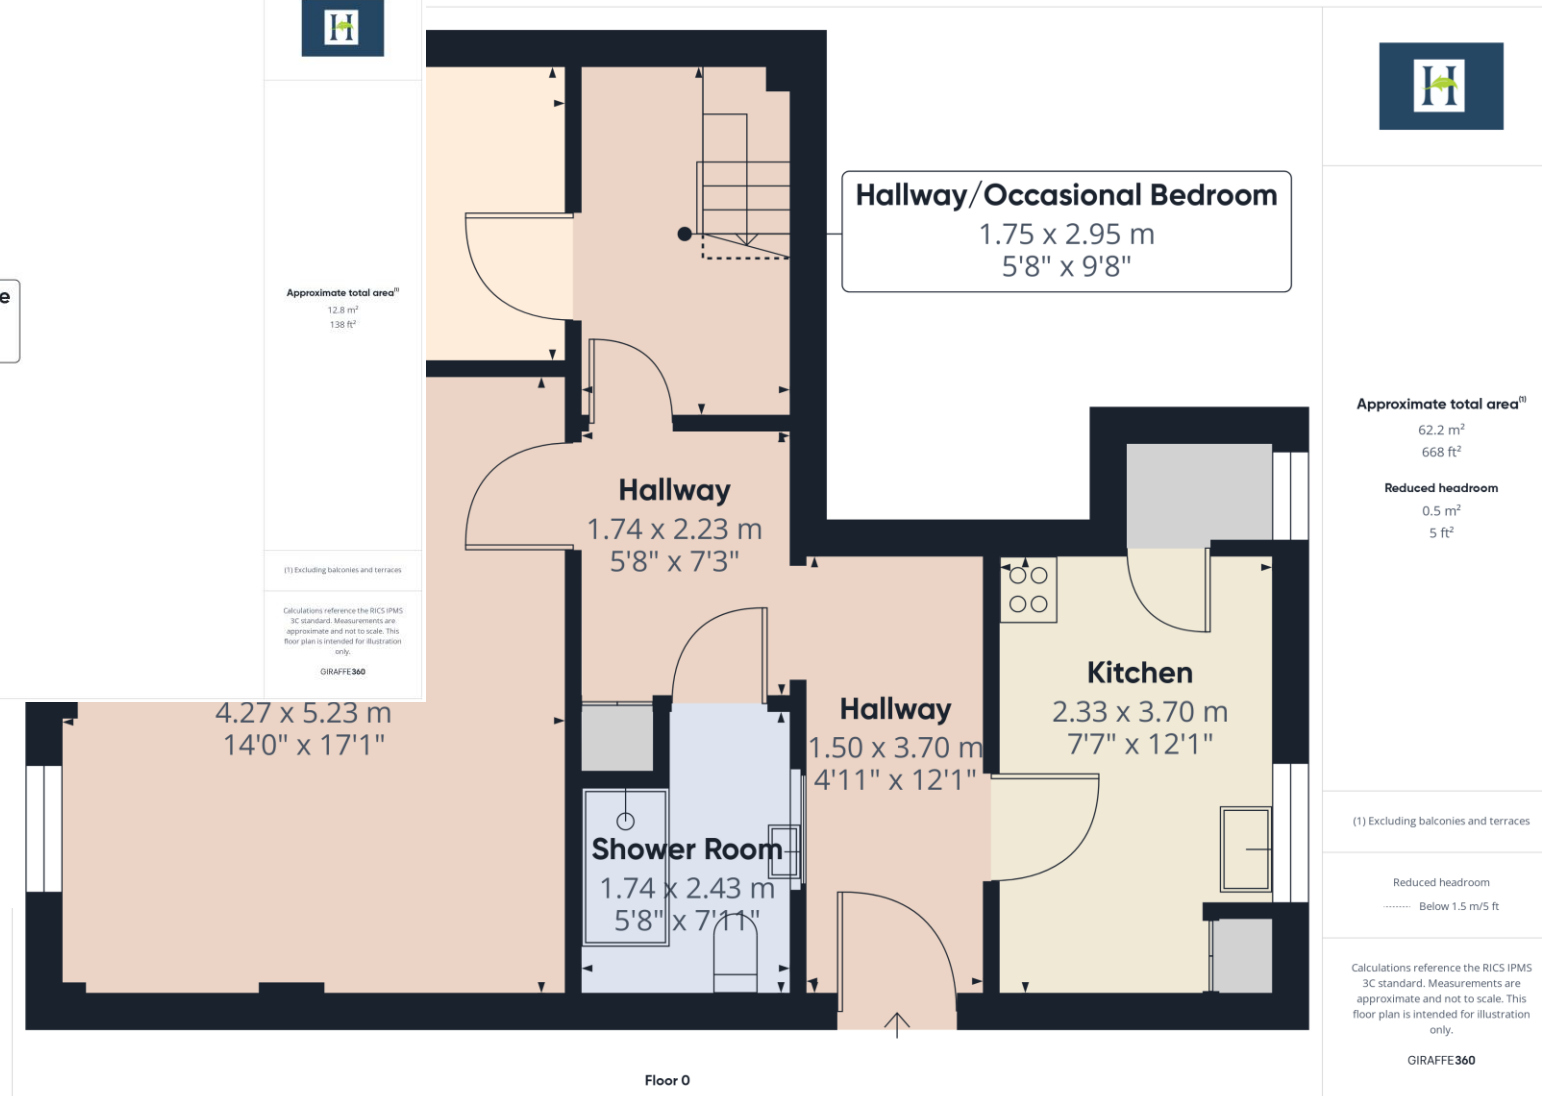 H
e
Approximate total area(1)
12.8 m²
138 ft²
(1) Excluding balconies and terraces
Calculations reference the RICS IPMS
3C standard. Measurements are
approximate and not to scale. This
floor plan is intended for illustration
only.
GIRAFFE360
Hallway/Occasional Bedroom
1.75 x 2.95 m
5'8" x 9'8"
Hallway
1.74 x 2.23 m
5'8" x 7'3"
Kitchen
2.33 x 3.70 m
7'7" x 12'1"
Hallway
1.50 x 3.70 m
4'11" x 12'1"
4.27 x 5.23 m
14'0" x 17'1"
Shower Room
1.74 x 2.43 m
5'8" x 7'11"
Floor 0
H
Approximate total area(1)
62.2 m²
668 ft²
Reduced headroom
0.5 m²
5 ft²
(1) Excluding balconies and terraces
Reduced headroom
Below 1.5 m/5 ft
Calculations reference the RICS IPMS
3C standard. Measurements are
approximate and not to scale. This
floor plan is intended for illustration
only.
GIRAFFE360